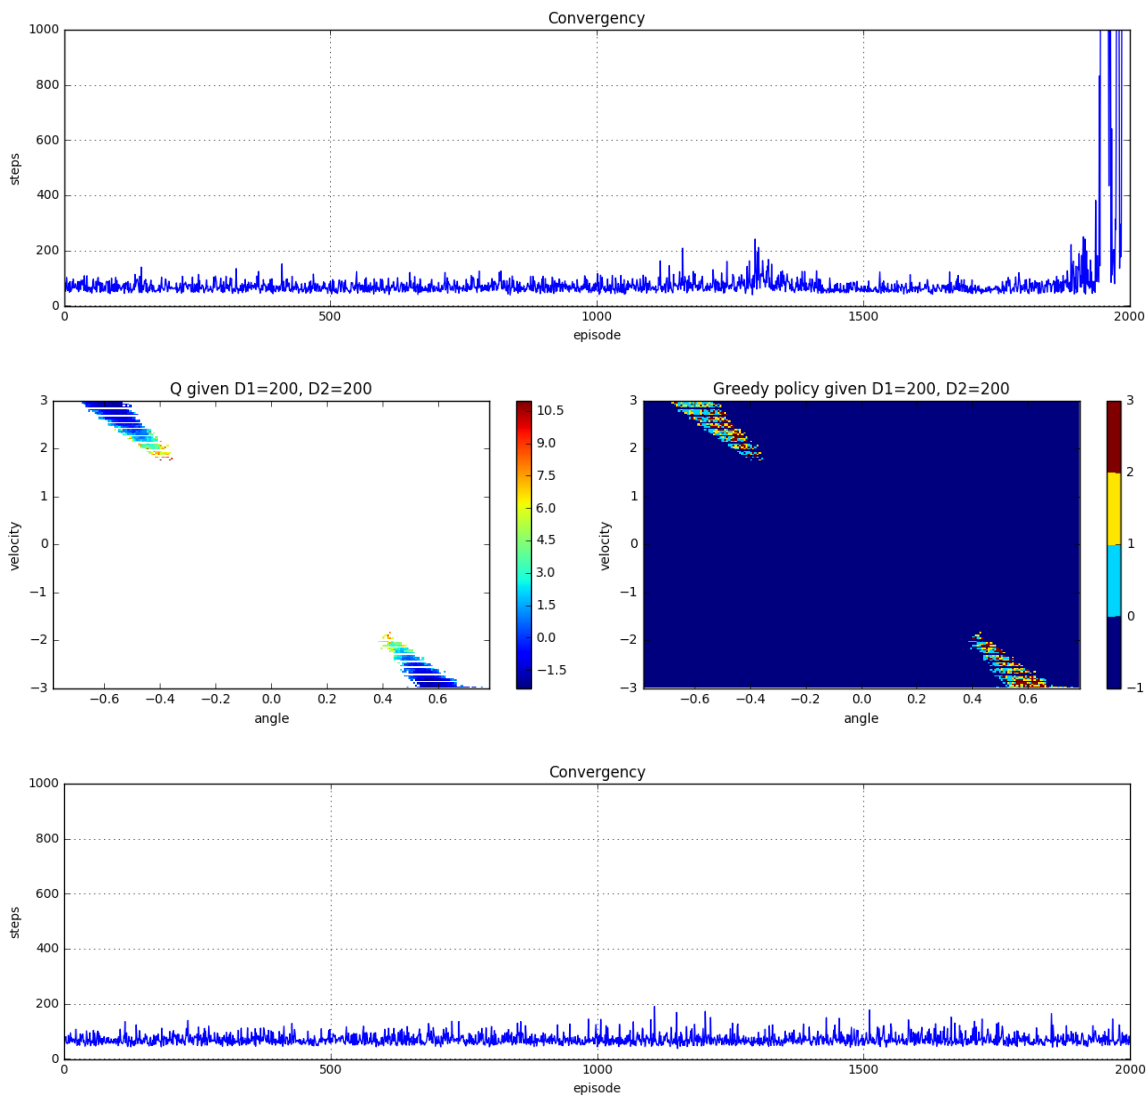 Convergency
1000
800
600
400
200
0
steps
0 500 1000 1500 2000
episode
Q given D1=200, D2=200
3
2
1
0
−1
−2
−3
velocity
−0.6 −0.4 −0.2 0.0 0.2 0.4 0.6
angle
10.5
9.0
7.5
6.0
4.5
3.0
1.5
0.0
−1.5
Greedy policy given D1=200, D2=200
3
2
1
0
−1
−2
−3
velocity
−0.6 −0.4 −0.2 0.0 0.2 0.4 0.6
angle
3
2
1
0
−1
Convergency
1000
800
600
400
200
0
steps
0 500 1000 1500 2000
episode